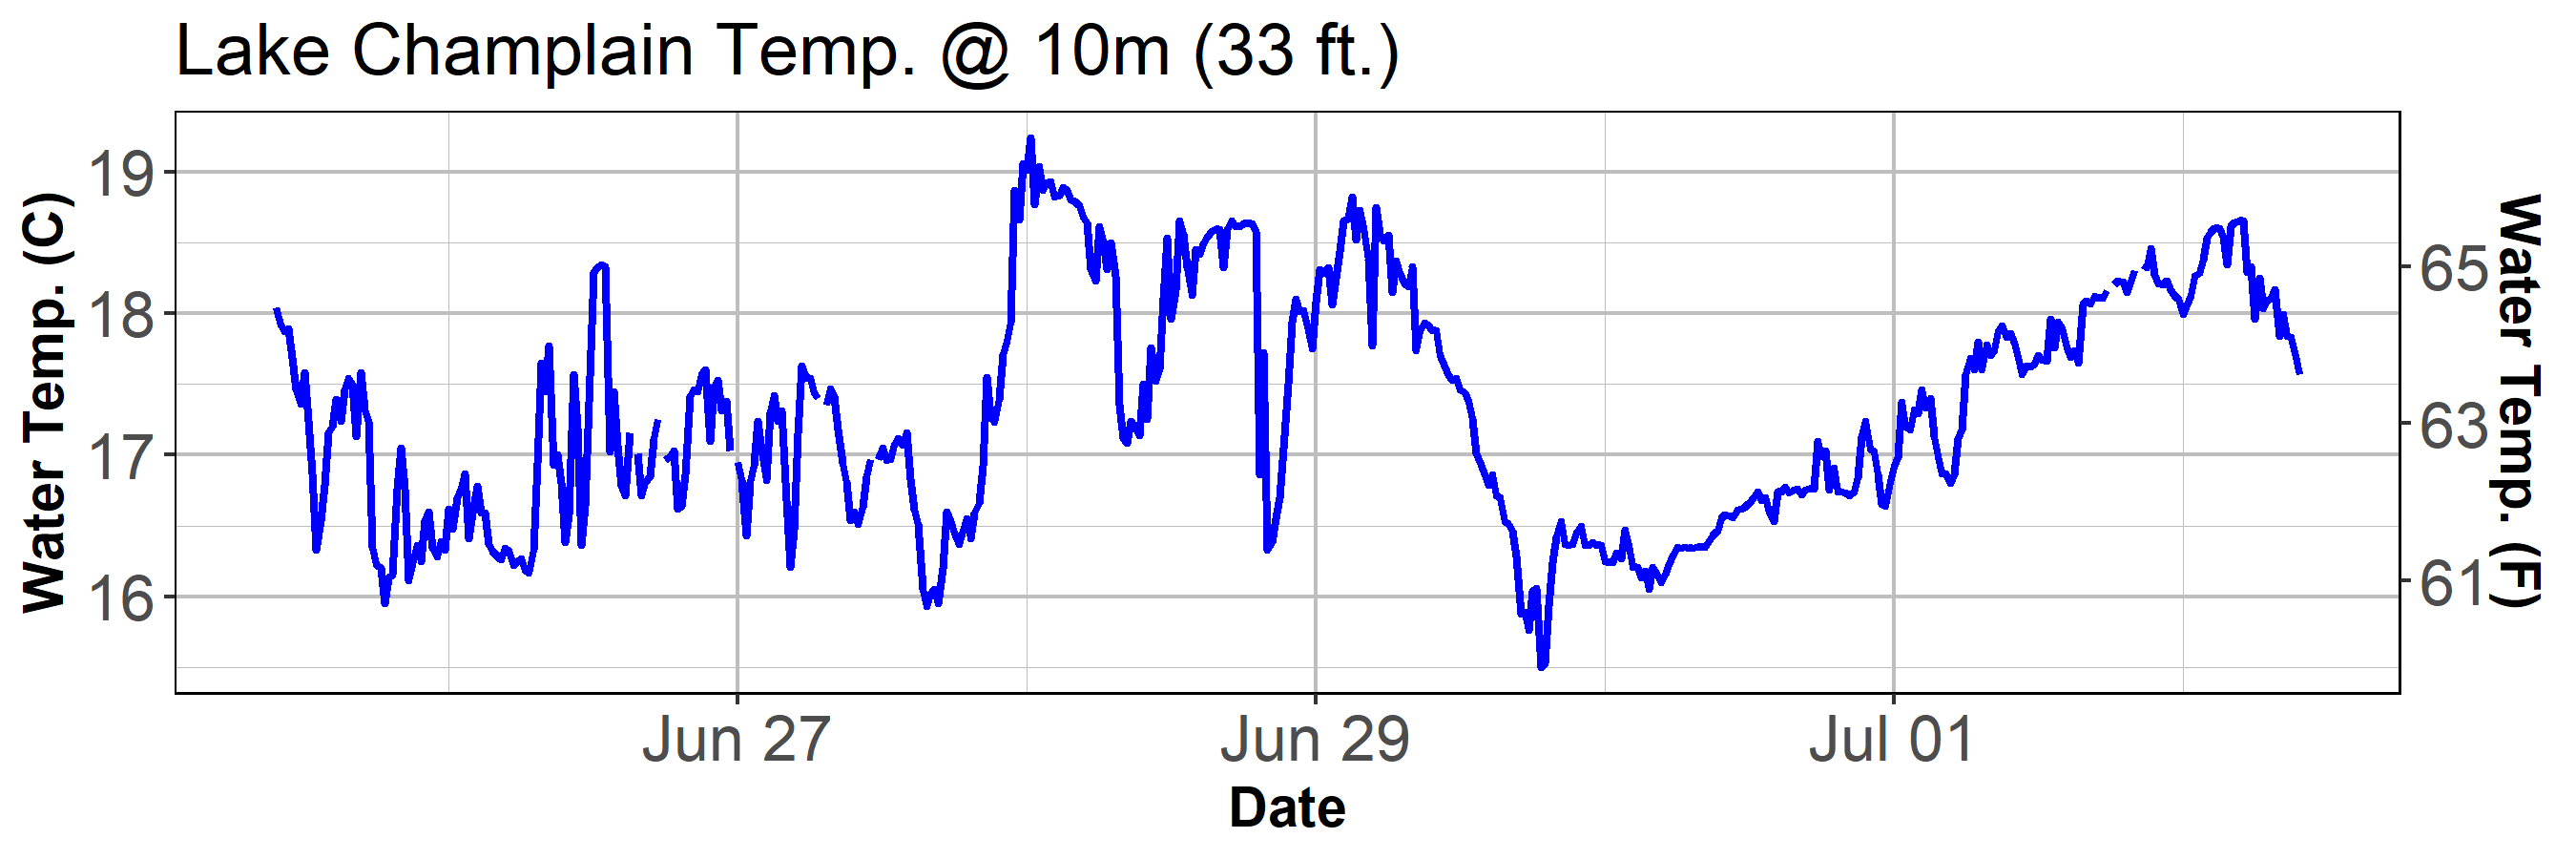 Lake Champlain Temp. @ 10m (33 ft.)
Water Temp. (C)
19
18
17
16
Water Temp. (F)
65
63
61
Jun 27
Jun 29
Jul 01
Date